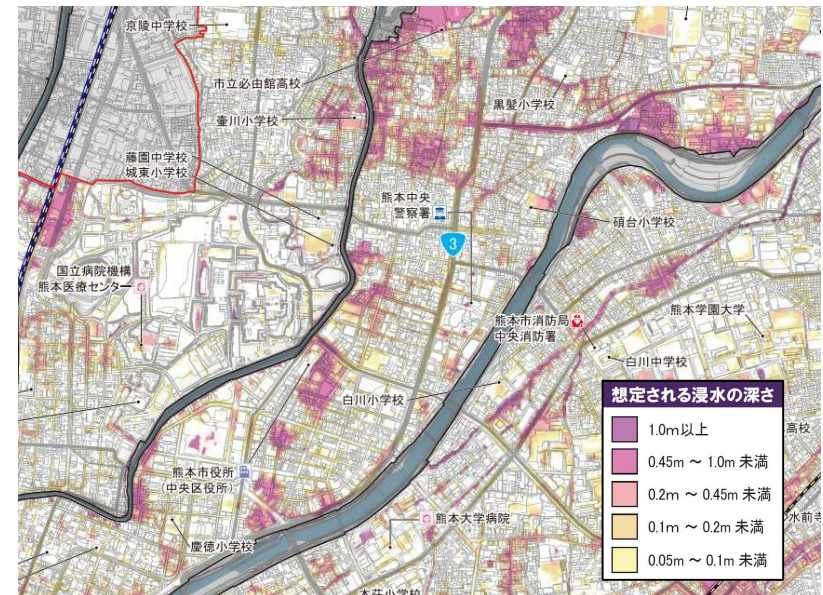 京陵中学校
市立必由館高校
黒髪小学校
壷川小学校
藤園中学校
城東小学校
熊本中央
警察署
碩台小学校
3
国立病院機構
熊本医療センター
熊本市消防局
中央消防署
熊本学園大学
白川中学校
白川小学校
想定される浸水の深さ
1.0m以上
0.45m ～ 1.0m 未満
0.2m ～ 0.45m 未満
0.1m ～ 0.2m 未満
0.05m ～ 0.1m 未満
高校
水前寺
熊本市役所
(中央区役所)
慶徳小学校
熊本大学病院
本荘小学校